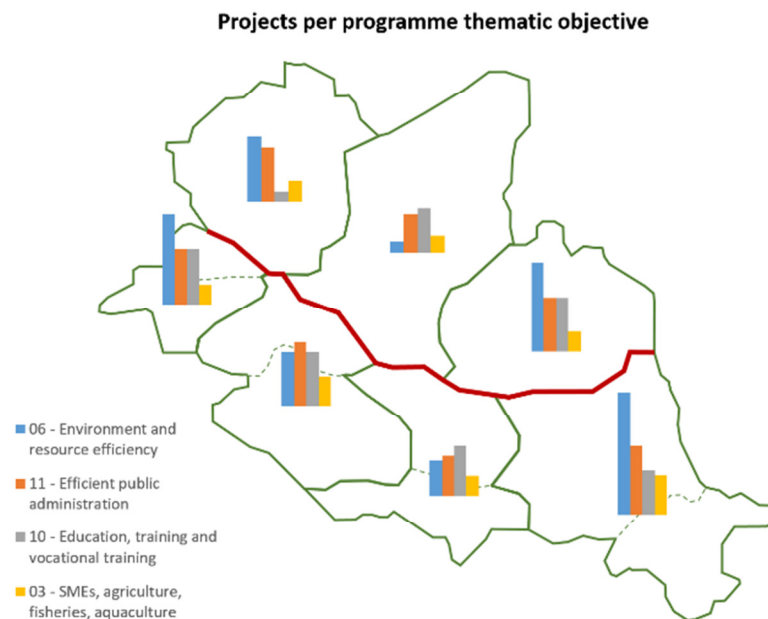 Projects per programme thematic objective
06 - Environment and
resource efficiency
11 - Efficient public
administration
10 - Education, training and
vocational training
03 - SMEs, agriculture,
fisheries, aquaculture